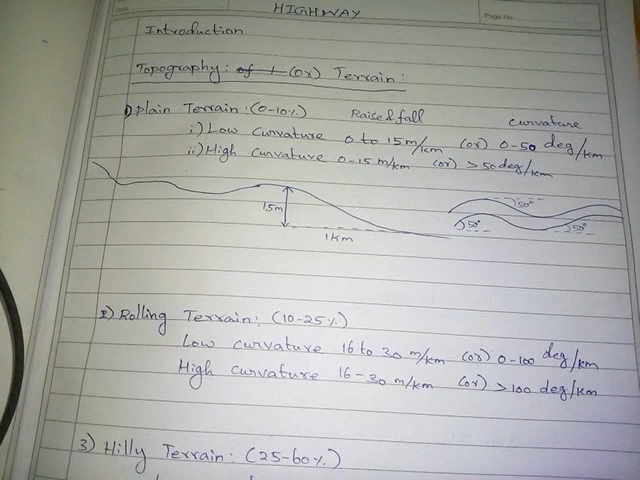 HIGHWAY
Page No.
Introduction
Topography: of 1 (or) Terrain:
1) Plain Terrain: (0-10%) Raise & fall curvature
i) Low curvature 0 to 15m/km (or) 0-50 deg/km
ii) High curvature 0-15 m/km (or) >50 deg/km
15m
1km
50°
50°
50°
2) Rolling Terrain: (10-25%)
Low curvature 16 to 30 m/km (or) 0-100 deg/km
High curvature 16-30 m/km (or) >100 deg/km
3) Hilly Terrain: (25-60%)